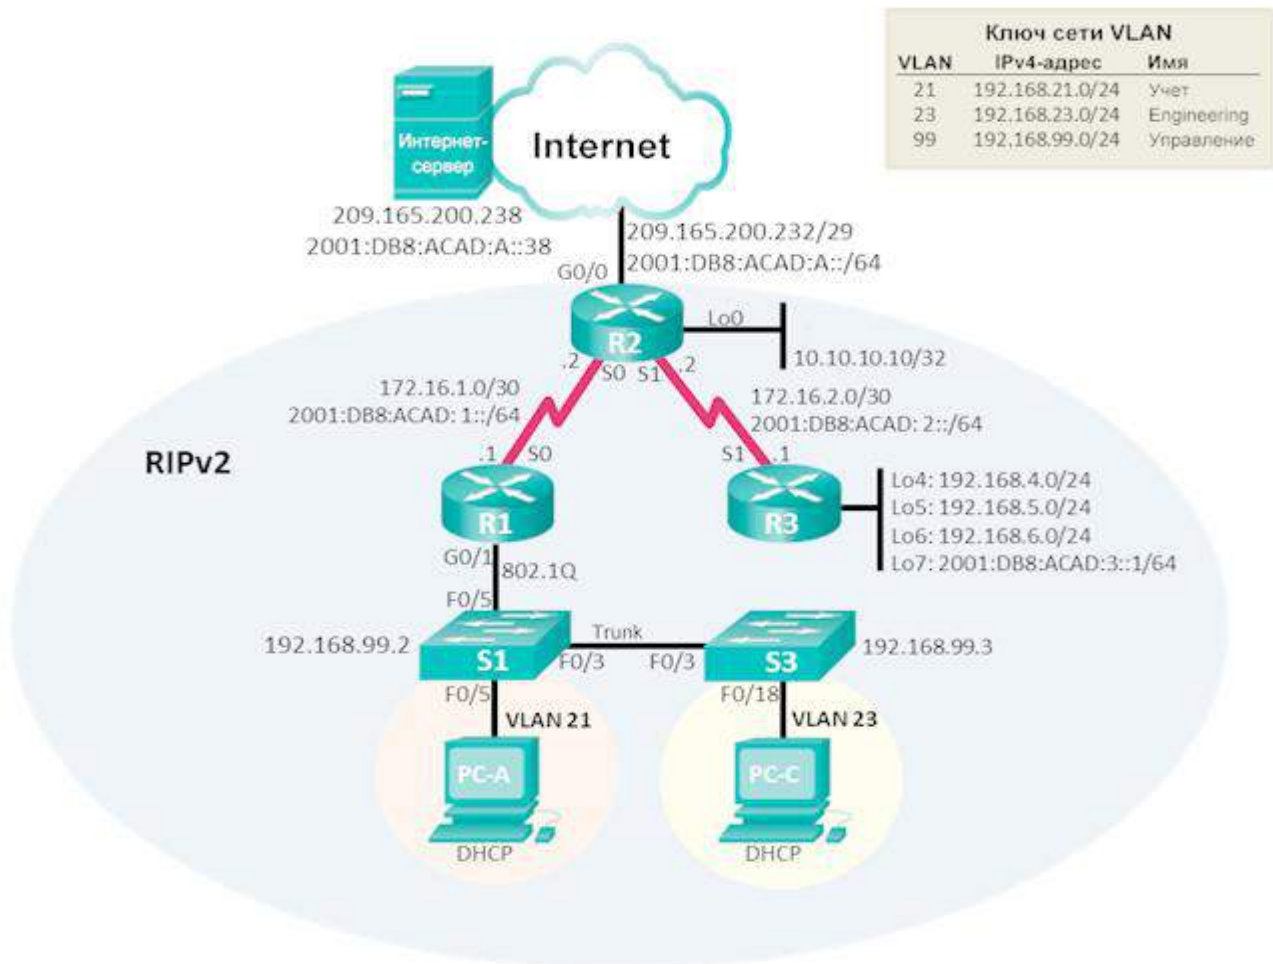 Ключ сети VLAN
VLAN IPv4-адрес Имя
21 192.168.21.0/24 Учет
23 192.168.23.0/24 Engineering
99 192.168.99.0/24 Управление
Интернет-
сервер
Internet
209.165.200.238
2001:DB8:ACAD:A::38
209.165.200.232/29
2001:DB8:ACAD:A::/64
G0/0
R2
Lo0
10.10.10.10/32
.2 S0 S1 .2
172.16.1.0/30
2001:DB8:ACAD: 1::/64
172.16.2.0/30
2001:DB8:ACAD: 2::/64
RIPv2
.1 S0
S1 .1
R1
R3
Lo4: 192.168.4.0/24
Lo5: 192.168.5.0/24
Lo6: 192.168.6.0/24
Lo7: 2001:DB8:ACAD:3::1/64
G0/1
802.1Q
F0/5
192.168.99.2
S1
Trunk
F0/3 F0/3
S3
192.168.99.3
F0/5
VLAN 21
F0/18
VLAN 23
PC-A
PC-C
DHCP
DHCP